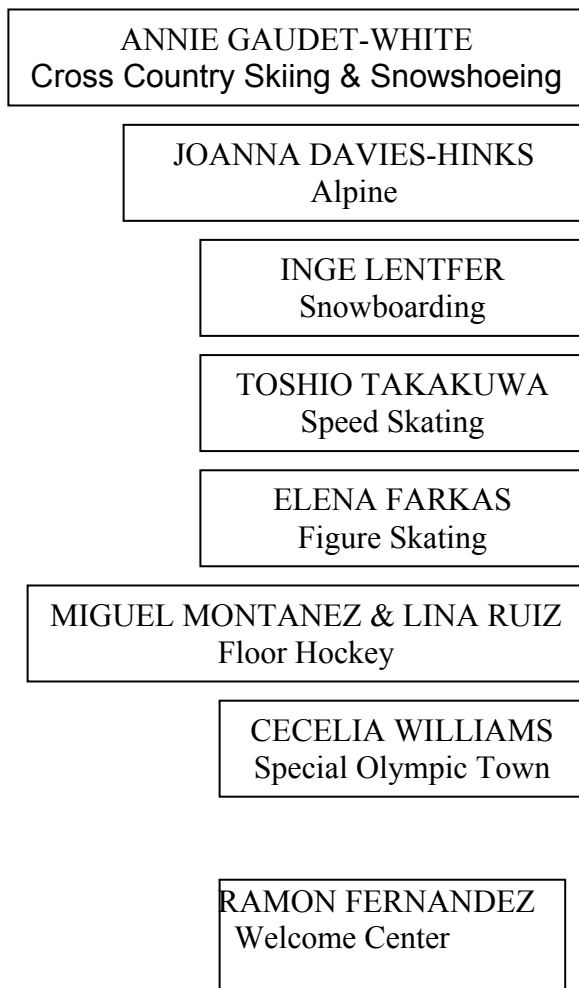 ANNIE GAUDET-WHITE
Cross Country Skiing & Snowshoeing
JOANNA DAVIES-HINKS
Alpine
INGE LENTFER
Snowboarding
TOSHIO TAKAKUWA
Speed Skating
ELENA FARKAS
Figure Skating
MIGUEL MONTANEZ & LINA RUIZ
Floor Hockey
CECELIA WILLIAMS
Special Olympic Town
RAMON FERNANDEZ
Welcome Center